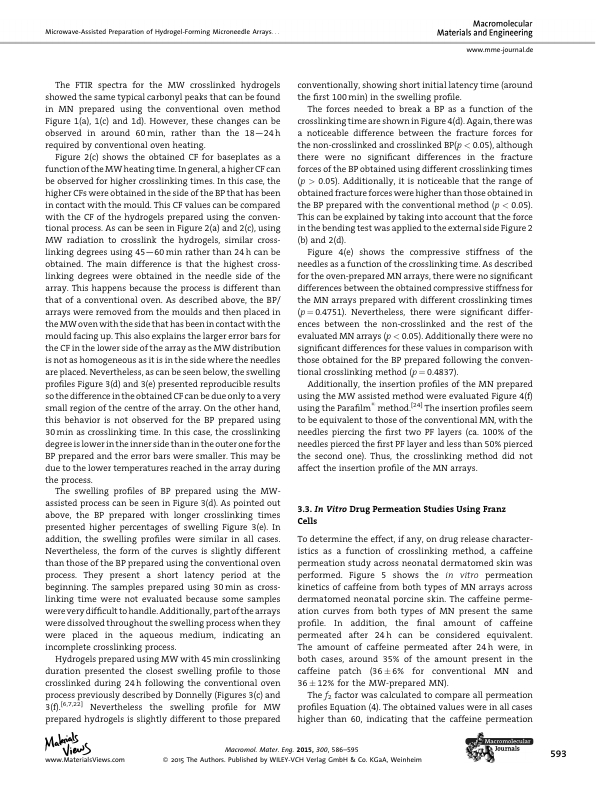 Microwave-Assisted Preparation of Hydrogel-Forming Microneedle Arrays...
Macromolecular
Materials and Engineering
www.mme-journal.de
The FTIR spectra for the MW crosslinked hydrogels
showed the same typical carbonyl peaks that can be found
in MN prepared using the conventional oven method
Figure 1(a), 1(c) and 1d). However, these changes can be
observed in around 60 min, rather than the 18—24 h
required by conventional oven heating.
Figure 2(c) shows the obtained CF for baseplates as a
function of the MW heating time. In general, a higher CF can
be observed for higher crosslinking times. In this case, the
higher CFs were obtained in the side of the BP that has been
in contact with the mould. This CF values can be compared
with the CF of the hydrogels prepared using the conven-
tional process. As can be seen in Figure 2(a) and 2(c), using
MW radiation to crosslink the hydrogels, similar cross-
linking degrees using 45—60 min rather than 24 h can be
obtained. The main difference is that the highest cross-
linking degrees were obtained in the needle side of the
array. This happens because the process is different than
that of a conventional oven. As described above, the BP/
arrays were removed from the moulds and then placed in
the MW oven with the side that has been in contact with the
mould facing up. This also explains the larger error bars for
the CF in the lower side of the array as the MW distribution
is not as homogeneous as it is in the side where the needles
are placed. Nevertheless, as can be seen below, the swelling
profiles Figure 3(d) and 3(e) presented reproducible results
so the difference in the obtained CF can be due only to a very
small region of the centre of the array. On the other hand,
this behavior is not observed for the BP prepared using
30 min as crosslinking time. In this case, the crosslinking
degree is lower in the inner side than in the outer one for the
BP prepared and the error bars were smaller. This may be
due to the lower temperatures reached in the array during
the process.
The swelling profiles of BP prepared using the MW-
assisted process can be seen in Figure 3(d). As pointed out
above, the BP prepared with longer crosslinking times
presented higher percentages of swelling Figure 3(e). In
addition, the swelling profiles were similar in all cases.
Nevertheless, the form of the curves is slightly different
than those of the BP prepared using the conventional oven
process. They present a short latency period at the
beginning. The samples prepared using 30 min as cross-
linking time were not evaluated because some samples
were very difficult to handle. Additionally, part of the arrays
were dissolved throughout the swelling process when they
were placed in the aqueous medium, indicating an
incomplete crosslinking process.
Hydrogels prepared using MW with 45 min crosslinking
duration presented the closest swelling profile to those
crosslinked during 24 h following the conventional oven
process previously described by Donnelly (Figures 3(c) and
3(f).[6,7,22] Nevertheless the swelling profile for MW
prepared hydrogels is slightly different to those prepared
conventionally, showing short initial latency time (around
the first 100 min) in the swelling profile.
The forces needed to break a BP as a function of the
crosslinking time are shown in Figure 4(d). Again, there was
a noticeable difference between the fracture forces for
the non-crosslinked and crosslinked BP(p < 0.05), although
there were no significant differences in the fracture
forces of the BP obtained using different crosslinking times
(p > 0.05). Additionally, it is noticeable that the range of
obtained fracture forces were higher than those obtained in
the BP prepared with the conventional method (p < 0.05).
This can be explained by taking into account that the force
in the bending test was applied to the external side Figure 2
(b) and 2(d).
Figure 4(e) shows the compressive stiffness of the
needles as a function of the crosslinking time. As described
for the oven-prepared MN arrays, there were no significant
differences between the obtained compressive stiffness for
the MN arrays prepared with different crosslinking times
(p = 0.4751). Nevertheless, there were significant differ-
ences between the non-crosslinked and the rest of the
evaluated MN arrays (p < 0.05). Additionally there were no
significant differences for these values in comparison with
those obtained for the BP prepared following the conven-
tional crosslinking method (p = 0.4837).
Additionally, the insertion profiles of the MN prepared
using the MW assisted method were evaluated Figure 4(f)
using the Parafilm® method.[24] The insertion profiles seem
to be equivalent to those of the conventional MN, with the
needles piercing the first two PF layers (ca. 100% of the
needles pierced the first PF layer and less than 50% pierced
the second one). Thus, the crosslinking method did not
affect the insertion profile of the MN arrays.
3.3. In Vitro Drug Permeation Studies Using Franz
Cells
To determine the effect, if any, on drug release character-
istics as a function of crosslinking method, a caffeine
permeation study across neonatal dermatomed skin was
performed. Figure 5 shows the in vitro permeation
kinetics of caffeine from both types of MN arrays across
dermatomed neonatal porcine skin. The caffeine perme-
ation curves from both types of MN present the same
profile. In addition, the final amount of caffeine
permeated after 24 h can be considered equivalent.
The amount of caffeine permeated after 24 h were, in
both cases, around 35% of the amount present in the
caffeine patch (36 ± 6% for conventional MN and
36 ± 12% for the MW-prepared MN).
The f2 factor was calculated to compare all permeation
profiles Equation (4). The obtained values were in all cases
higher than 60, indicating that the caffeine permeation
Materials
Views
www.MaterialsViews.com
Macromol. Mater. Eng. 2015, 300, 586–595
© 2015 The Authors. Published by WILEY-VCH Verlag GmbH & Co. KGaA, Weinheim
Macromolecular
Journals
593